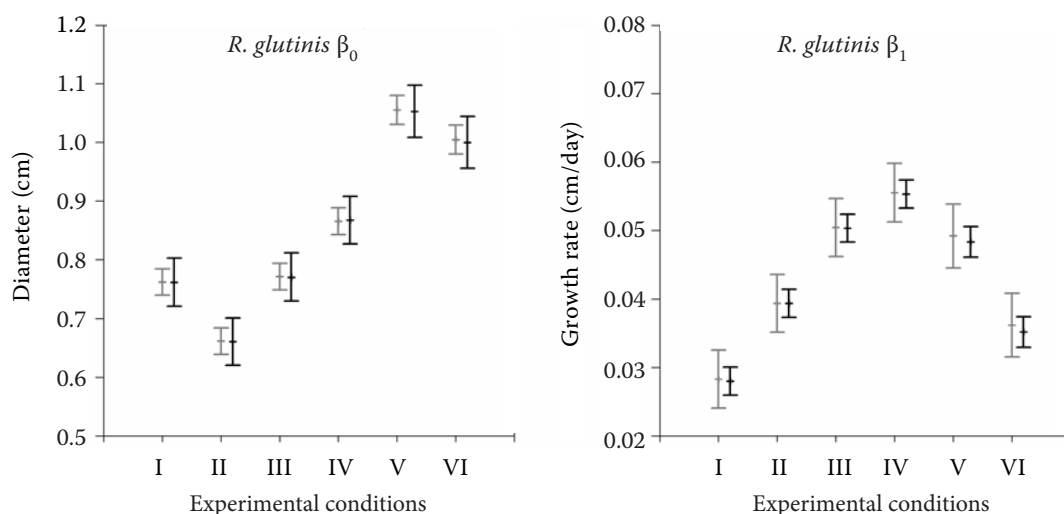 R. glutinis β0
Diameter (cm)
1.2
1.1
1.0
0.9
0.8
0.7
0.6
0.5
I II III IV V VI
Experimental conditions
R. glutinis β1
Growth rate (cm/day)
0.08
0.07
0.06
0.05
0.04
0.03
0.02
I II III IV V VI
Experimental conditions